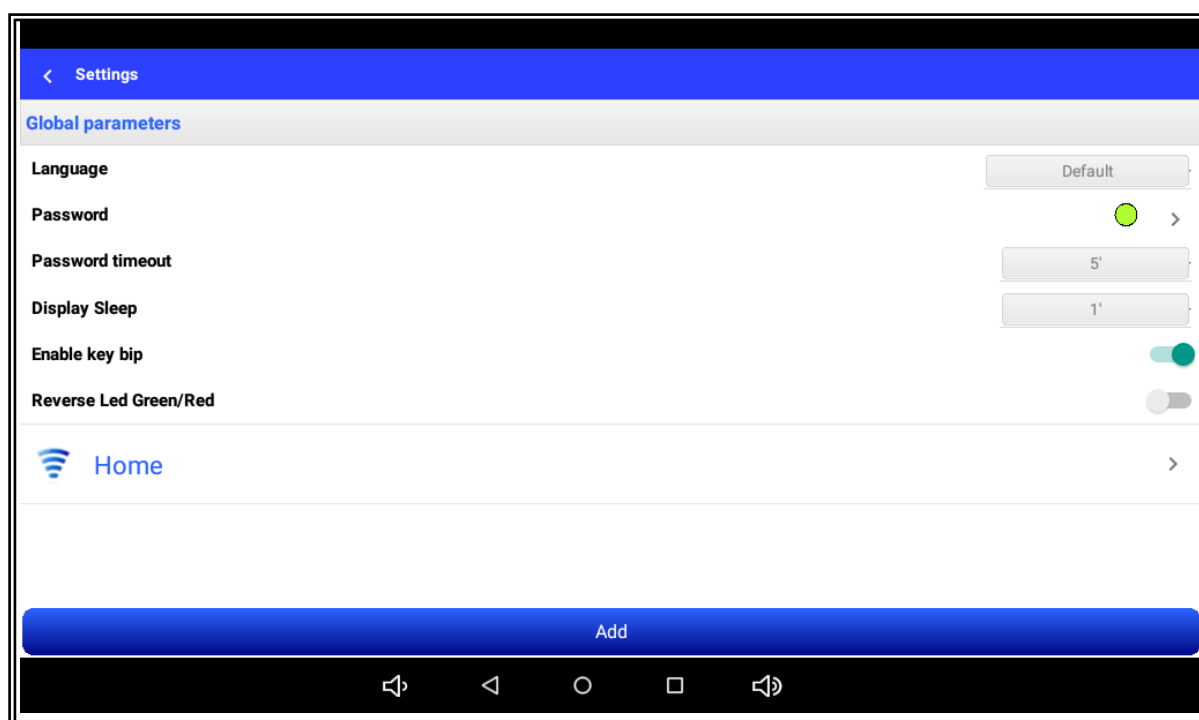 Settings
Global parameters
Language Default
Password
Password timeout 5'
Display Sleep 1'
Enable key bip
Reverse Led Green/Red
Home
Add